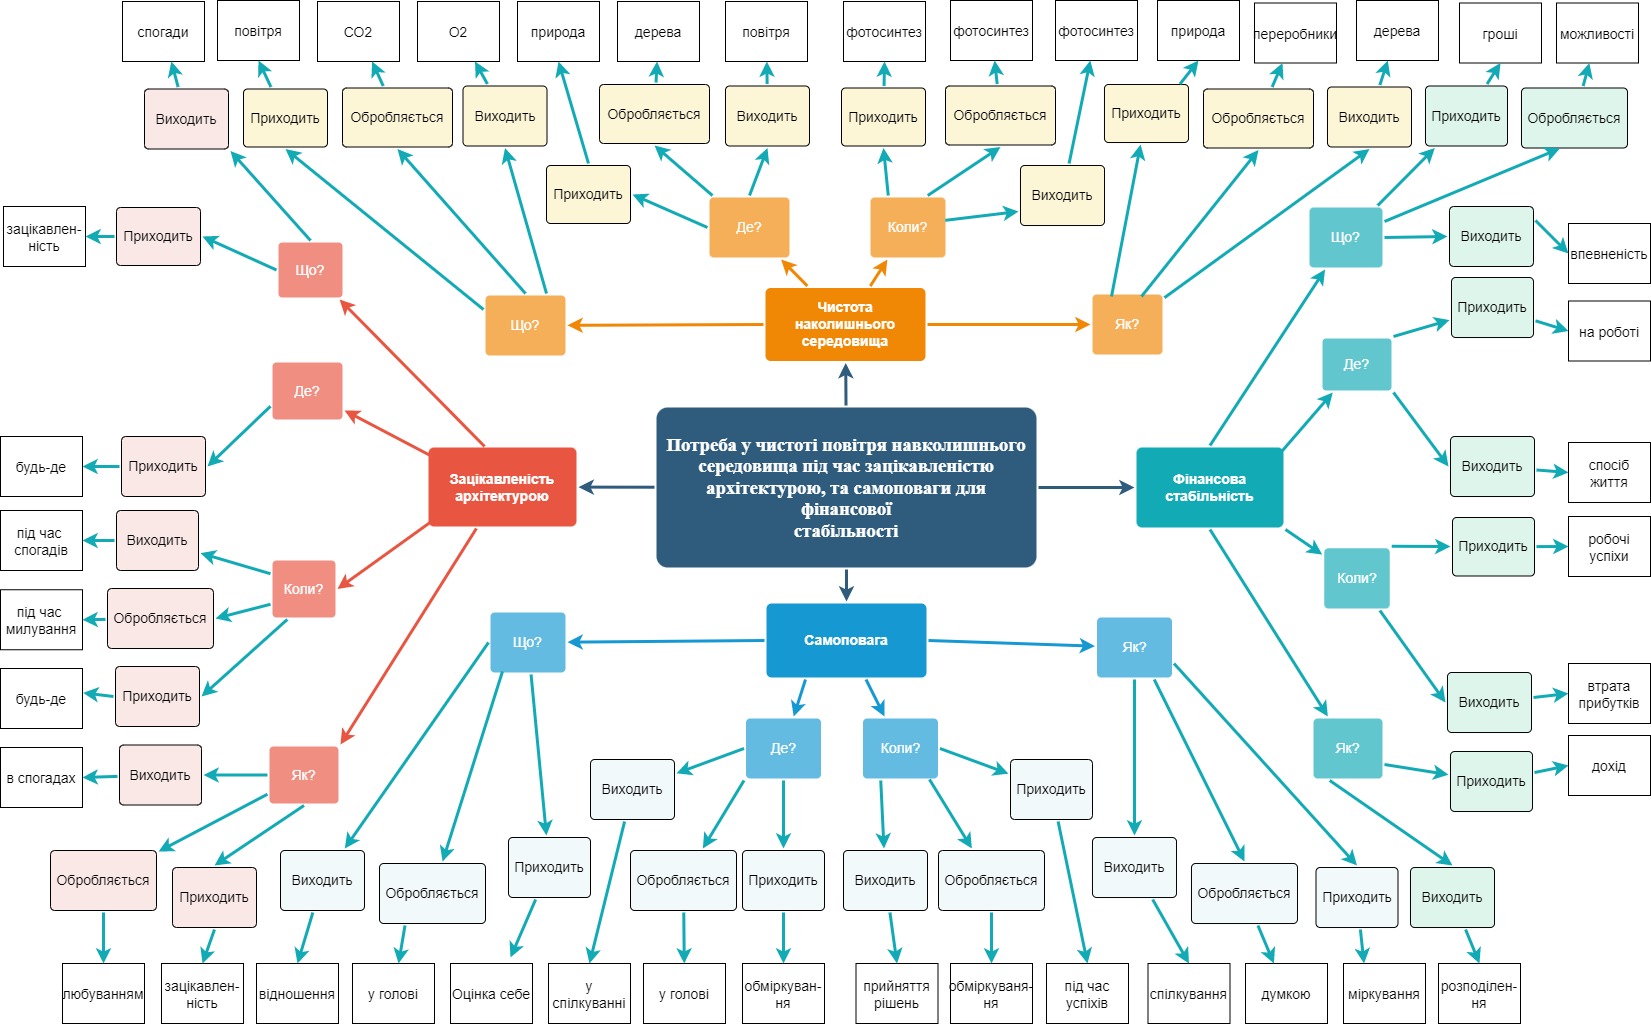 спогади
повітря
CO2
O2
природа
дерева
повітря
фотосинтез
фотосинтез
фотосинтез
природа
переробники
дерева
гроші
можливості
Виходить
Приходить
Обробляється
Виходить
Обробляється
Виходить
Приходить
Обробляється
Приходить
Обробляється
Виходить
Приходить
Обробляється
Приходить
Виходить
зацікавлен-
ність
Приходить
Що?
Де?
Коли?
Що?
Виходить
впевненість
Що?
Чистота
наколишнього
середовища
Як?
Приходить
на роботі
Де?
Де?
будь-де
Приходить
Зацікавленість
архітектурою
Потреба у чистоті повітря навколишнього
середовища під час зацікавленістю
архітектурою, та самоповаги для
фінансової
стабільності
Фінансова
стабільність
Виходить
спосіб
життя
під час
спогадів
Виходить
Коли?
Коли?
Приходить
робочі
успіхи
під час
милування
Обробляється
Що?
Самоповага
Як?
будь-де
Приходить
Виходить
втрата
прибутків
в спогадах
Виходить
Як?
Де?
Коли?
Як?
Приходить
дохід
Виходить
Приходить
Обробляється
Приходить
Виходить
Обробляється
Приходить
Обробляється
Приходить
Виходить
Обробляється
Виходить
Обробляється
Приходить
Виходить
любуванням
зацікавлен-
ність
відношення
у голові
Оцінка себе
у
спілкуванні
у голові
обміркуван-
ня
прийняття
рішень
обміркуваня-
ня
під час
успіхів
спілкування
думкою
міркування
розподілен-
ня